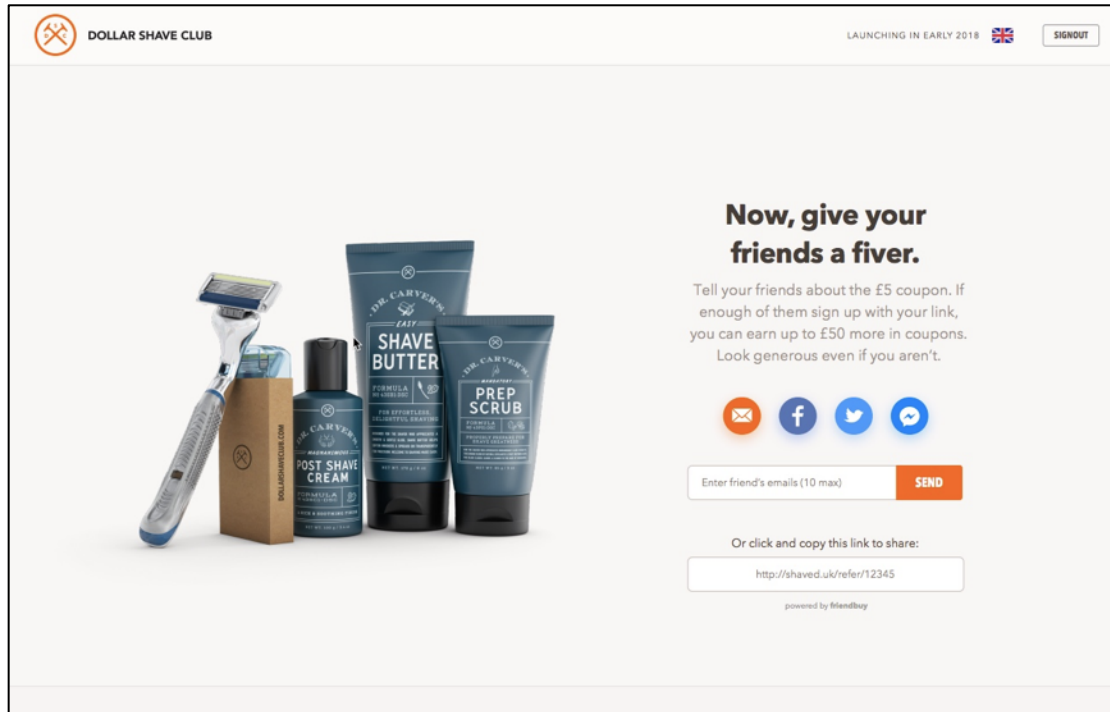 DOLLAR SHAVE CLUB
LAUNCHING IN EARLY 2018
SIGNOUT
Now, give your
friends a fiver.
Tell your friends about the £5 coupon. If
enough of them sign up with your link,
you can earn up to £50 more in coupons.
Look generous even if you aren't.
Enter friend's emails (10 max)
SEND
Or click and copy this link to share:
http://shaved.uk/refer/12345
powered by friendbuy
DOLLARSHAVECLUB.COM
DR. CARVER'S
MAGNANIMOUS
POST SHAVE
CREAM
FORMULA
DR. CARVER'S
EASY
SHAVE
BUTTER
FORMULA
FOR EFFORTLESS,
DELIGHTFUL SHAVING
DR. CARVER'S
PREP
SCRUB
FORMULA